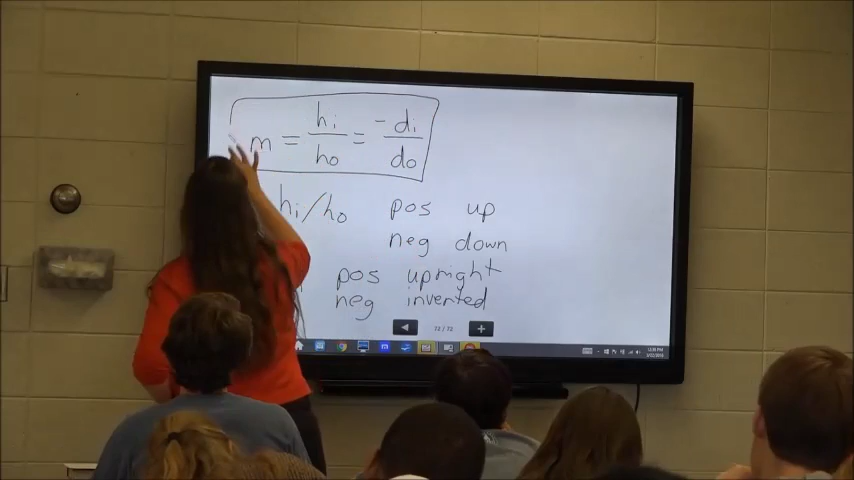 m = hi/ho = -di/do
hi/ho pos up
neg down
pos upright
neg inverted
72 / 72